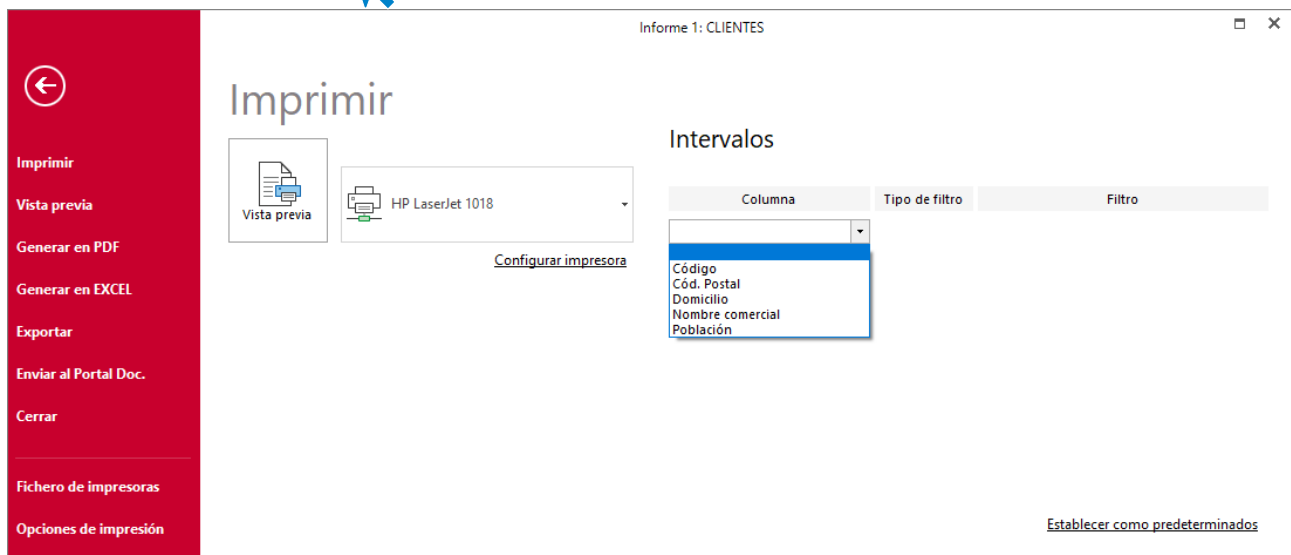 Informe 1: CLIENTES
Imprimir
Vista previa
Generar en PDF
Generar en EXCEL
Exportar
Enviar al Portal Doc.
Cerrar
Fichero de impresoras
Opciones de impresión
Imprimir
Vista previa
HP LaserJet 1018
Configurar impresora
Intervalos
Columna Tipo de filtro Filtro
Código
Cód. Postal
Domicilio
Nombre comercial
Población
Establecer como predeterminados